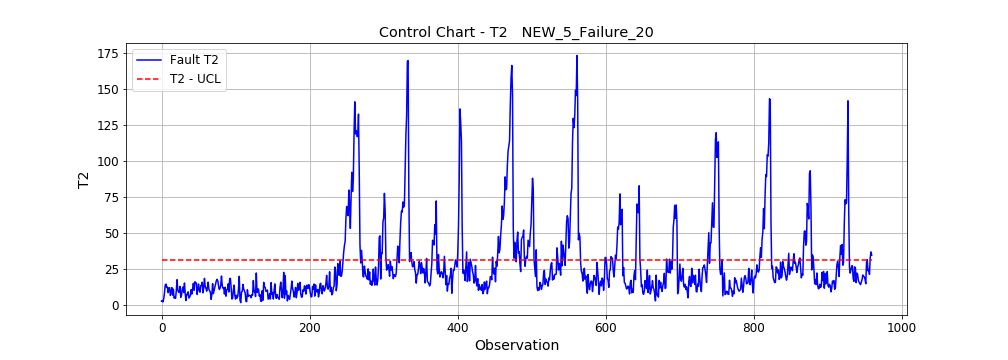 Control Chart - T2   NEW_5_Failure_20
Fault T2
T2 - UCL
175
150
125
100
75
50
25
0
T2
0 200 400 600 800 1000
Observation